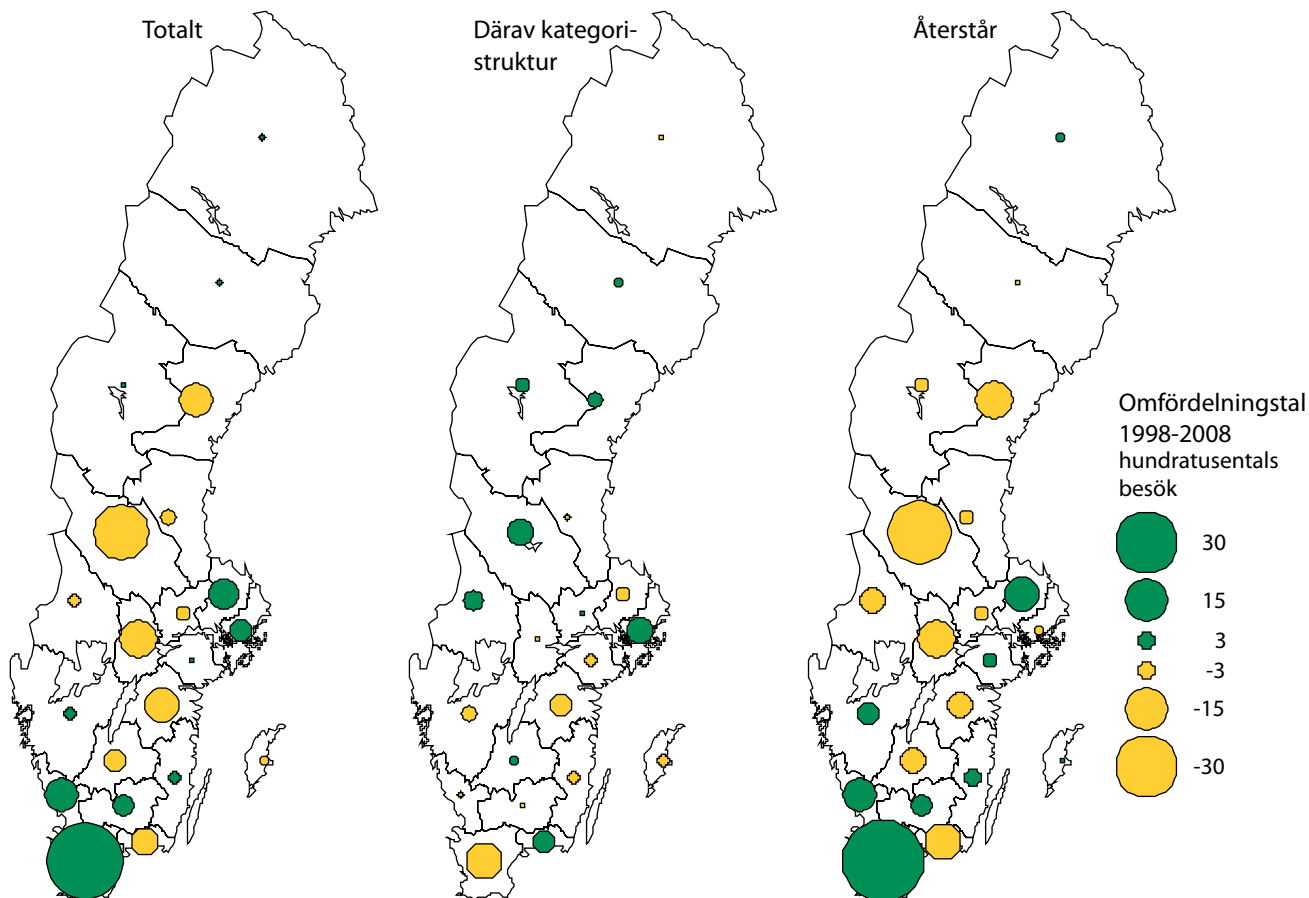 Totalt
Därav kategori-
struktur
Återstår
Omfördelningstal
1998-2008
hundratusentals
besök
30
15
3
-3
-15
-30